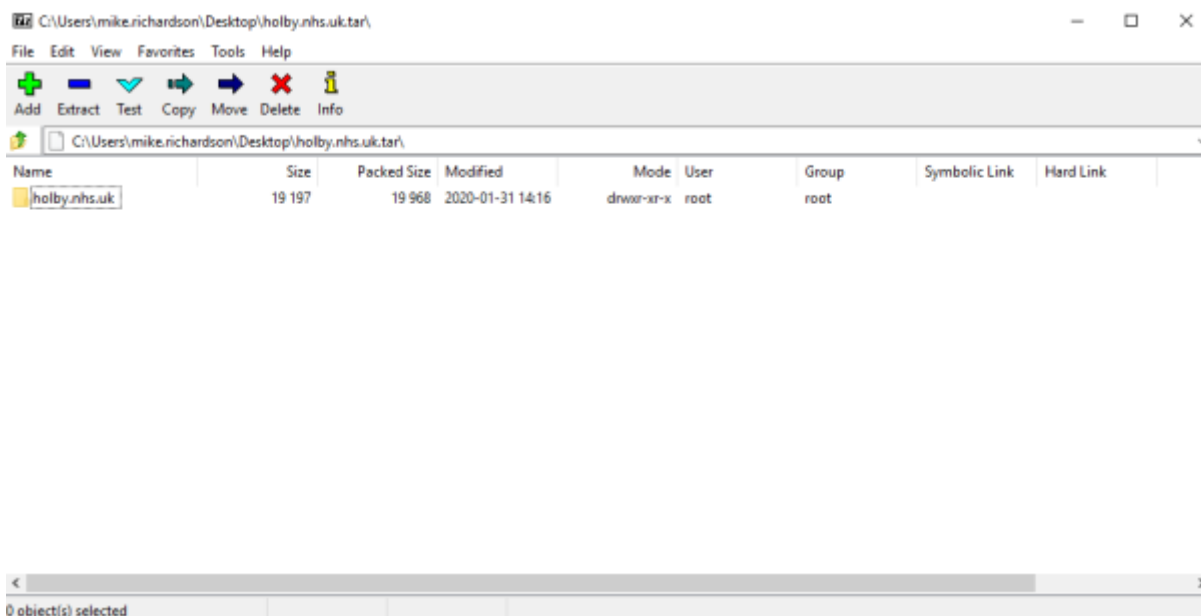 C:\Users\mike.richardson\Desktop\holby.nhs.uk.tar\
File Edit View Favorites Tools Help
Add Extract Test Copy Move Delete Info
C:\Users\mike.richardson\Desktop\holby.nhs.uk.tar\
Name Size Packed Size Modified Mode User Group Symbolic Link Hard Link
holby.nhs.uk 19 197 19 968 2020-01-31 14:16 drwxr-xr-x root root
0 object(s) selected